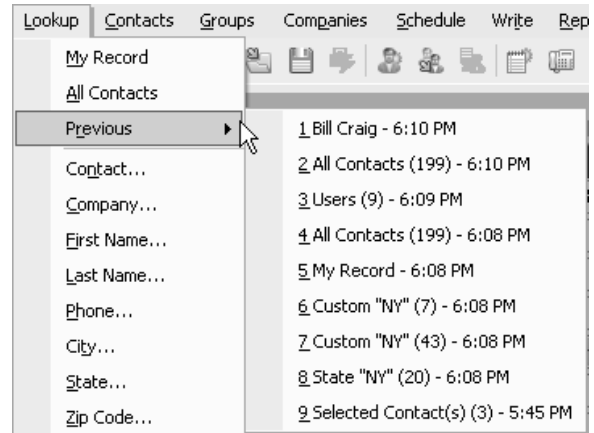 Lookup Contacts Groups Companies Schedule Write Rep
My Record
All Contacts
Previous
Contact...
Company...
First Name...
Last Name...
Phone...
City...
State...
Zip Code...
1 Bill Craig - 6:10 PM
2 All Contacts (199) - 6:10 PM
3 Users (9) - 6:09 PM
4 All Contacts (199) - 6:08 PM
5 My Record - 6:08 PM
6 Custom "NY" (7) - 6:08 PM
7 Custom "NY" (43) - 6:08 PM
8 State "NY" (20) - 6:08 PM
9 Selected Contact(s) (3) - 5:45 PM